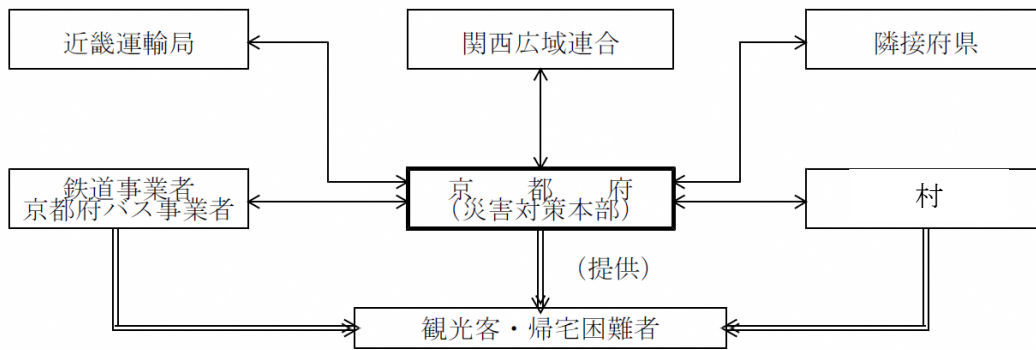 近畿運輸局
関西広域連合
隣接府県
鉄道事業者
京都府バス事業者
京　都　府
（災害対策本部）
村
（提供）
観光客・帰宅困難者